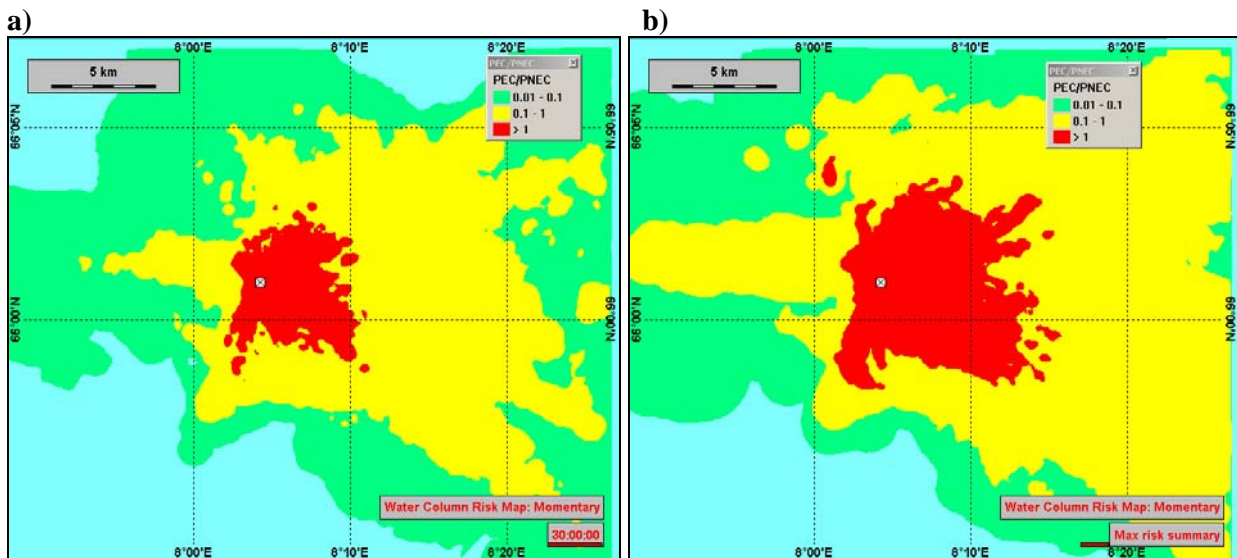 a)
8°00'E
8°10'E
8°20'E
5 km
PEC/PNEC
PEC/PNEC
0.01 - 0.1
0.1 - 1
> 1
66°05'N
66°05'N
66°00'N
66°00'N
Water Column Risk Map: Momentary
30:00:00
8°00'E
8°10'E
8°20'E
b)
8°00'E
8°10'E
8°20'E
5 km
PEC/PNEC
PEC/PNEC
0.01 - 0.1
0.1 - 1
> 1
66°05'N
66°05'N
66°00'N
66°00'N
Water Column Risk Map: Momentary
Max risk summary
8°00'E
8°10'E
8°20'E